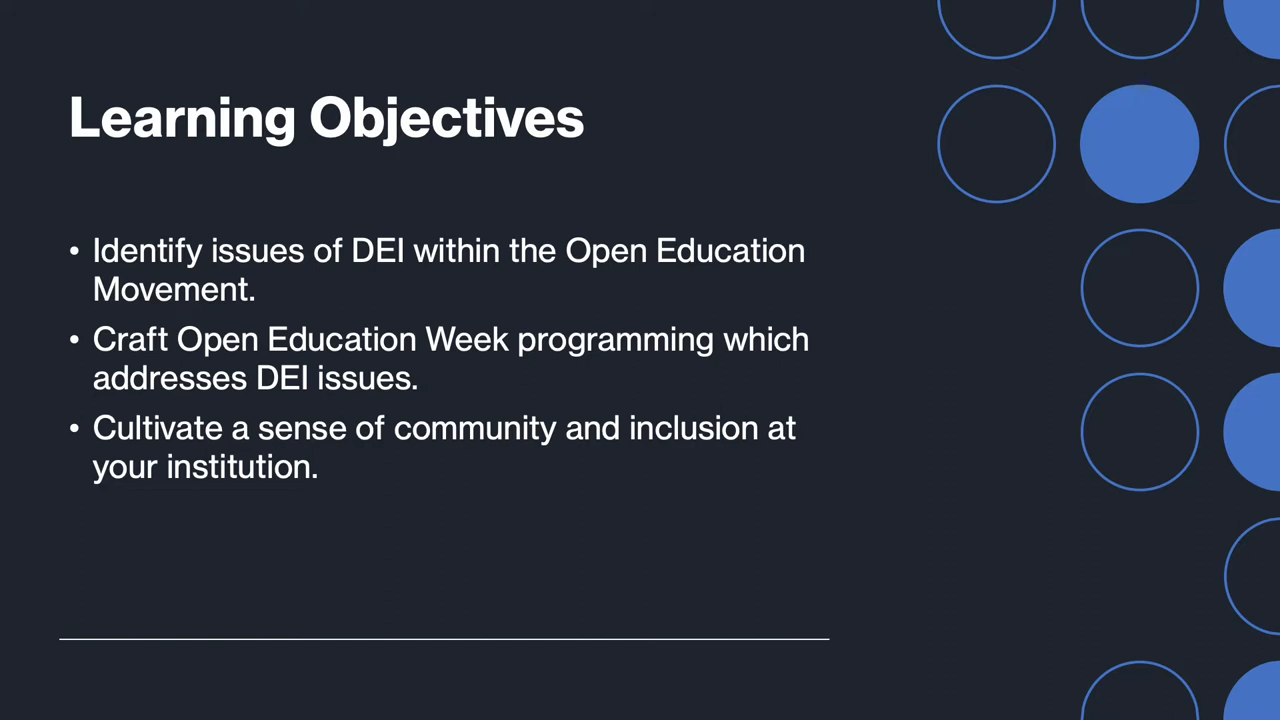 Learning Objectives
• Identify issues of DEI within the Open Education
Movement.
• Craft Open Education Week programming which
addresses DEI issues.
• Cultivate a sense of community and inclusion at
your institution.